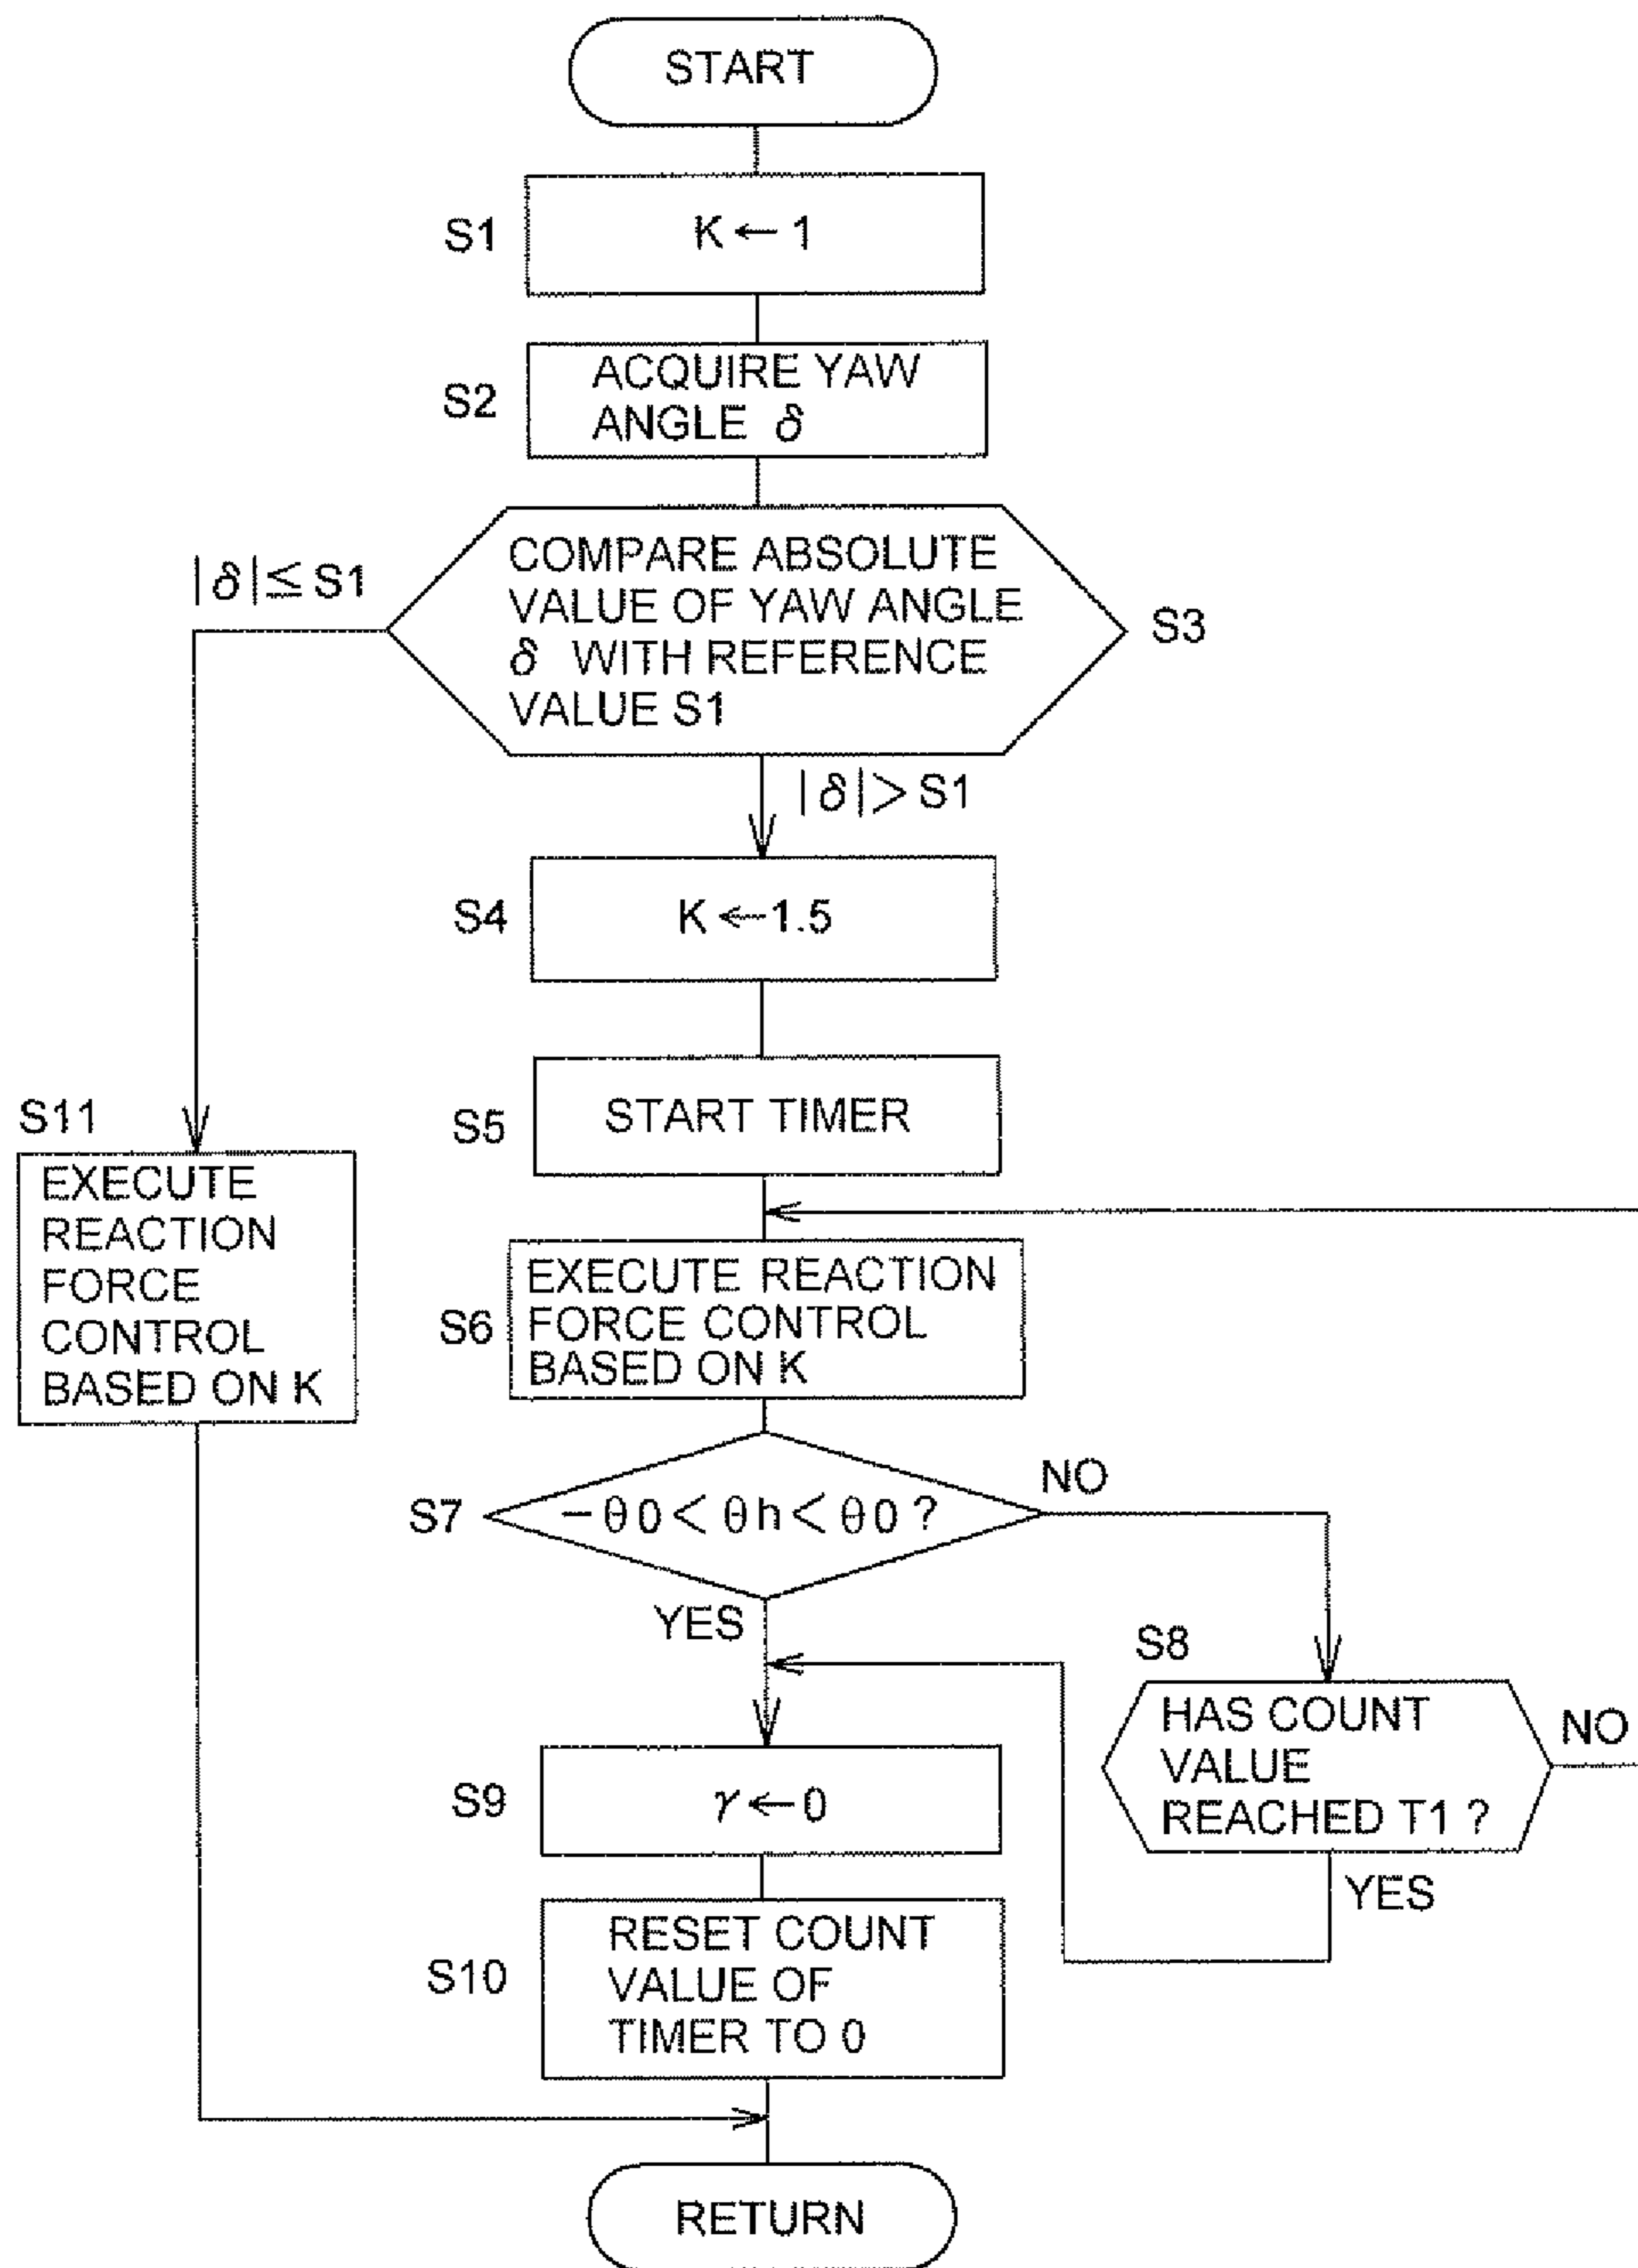 START
S1
K ← 1
S2
ACQUIRE YAW
ANGLE δ
|δ| ≦ S1
COMPARE ABSOLUTE
VALUE OF YAW ANGLE
δ WITH REFERENCE
VALUE S1
S3
|δ| > S1
S4
K ← 1.5
S5
START TIMER
S11
EXECUTE
REACTION
FORCE
CONTROL
BASED ON K
S6
EXECUTE REACTION
FORCE CONTROL
BASED ON K
S7
− θ0 < θh < θ0 ?
NO
YES
S8
HAS COUNT
VALUE
REACHED T1 ?
NO
YES
S9
γ ← 0
S10
RESET COUNT
VALUE OF
TIMER TO 0
RETURN